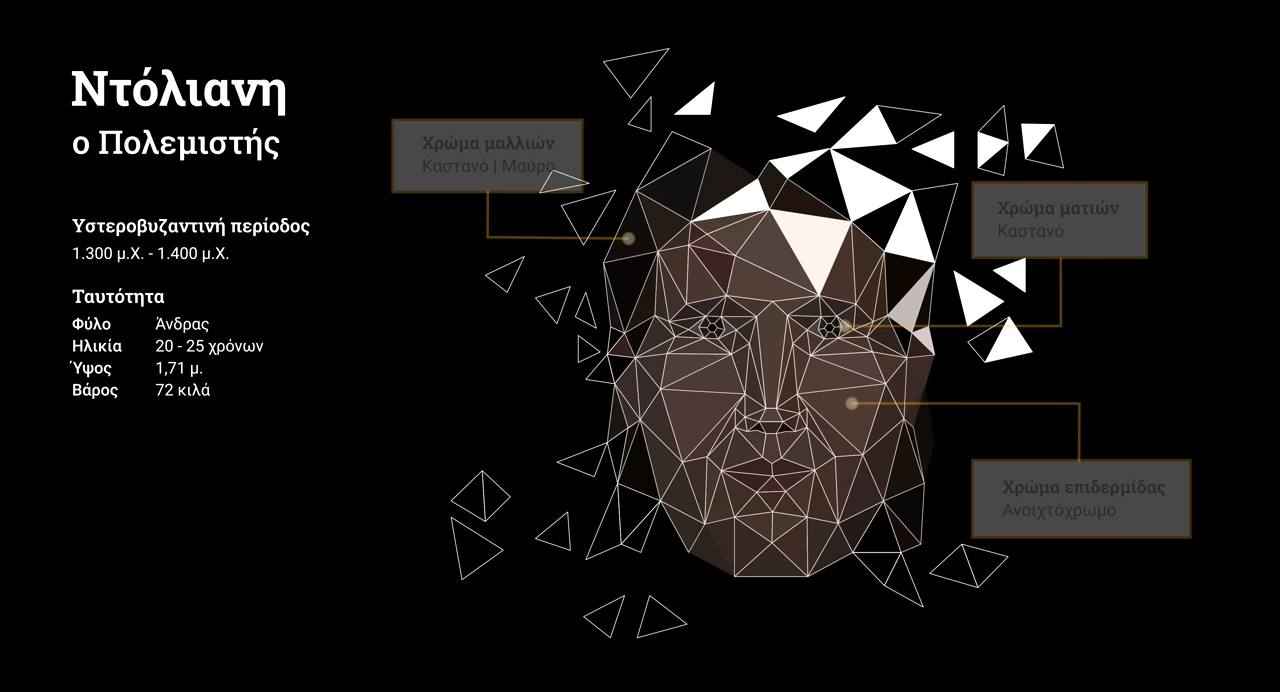 Ντόλιανη
ο Πολεμιστής
Υστεροβυζαντινή περίοδος
1.300 μ.Χ. - 1.400 μ.Χ.
Ταυτότητα
Φύλο Άνδρας
Ηλικία 20 - 25 χρόνων
Ύψος 1,71 μ.
Βάρος 72 κιλά
Χρώμα μαλλιών
Καστανό | Μαύρο
Χρώμα ματιών
Καστανό
Χρώμα επιδερμίδας
Ανοιχτόχρωμο